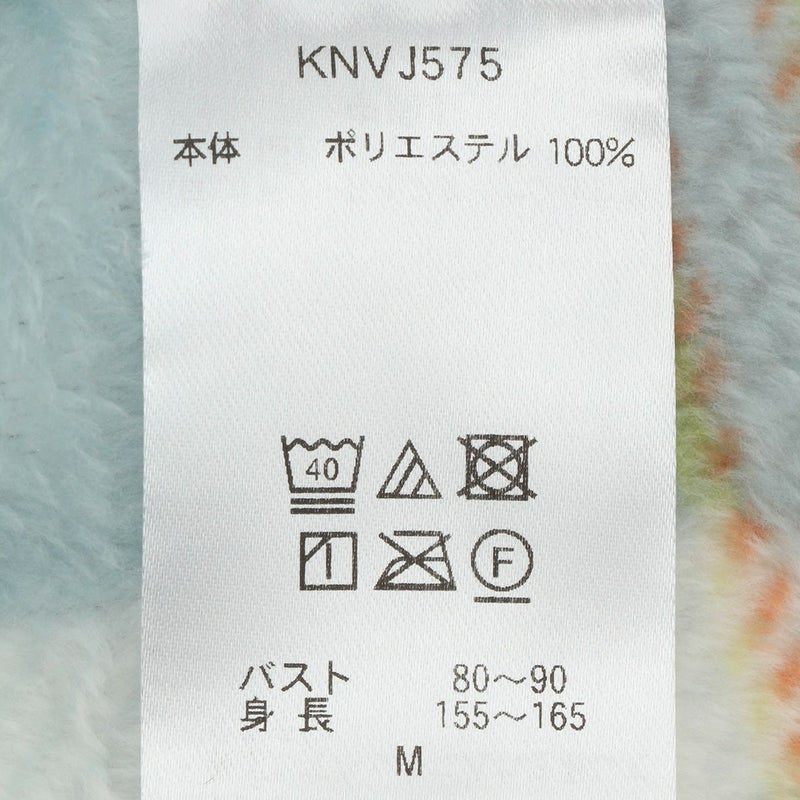 KNVJ575
本体 ポリエステル 100%
40
F
バスト 80～90
身長 155～165
M